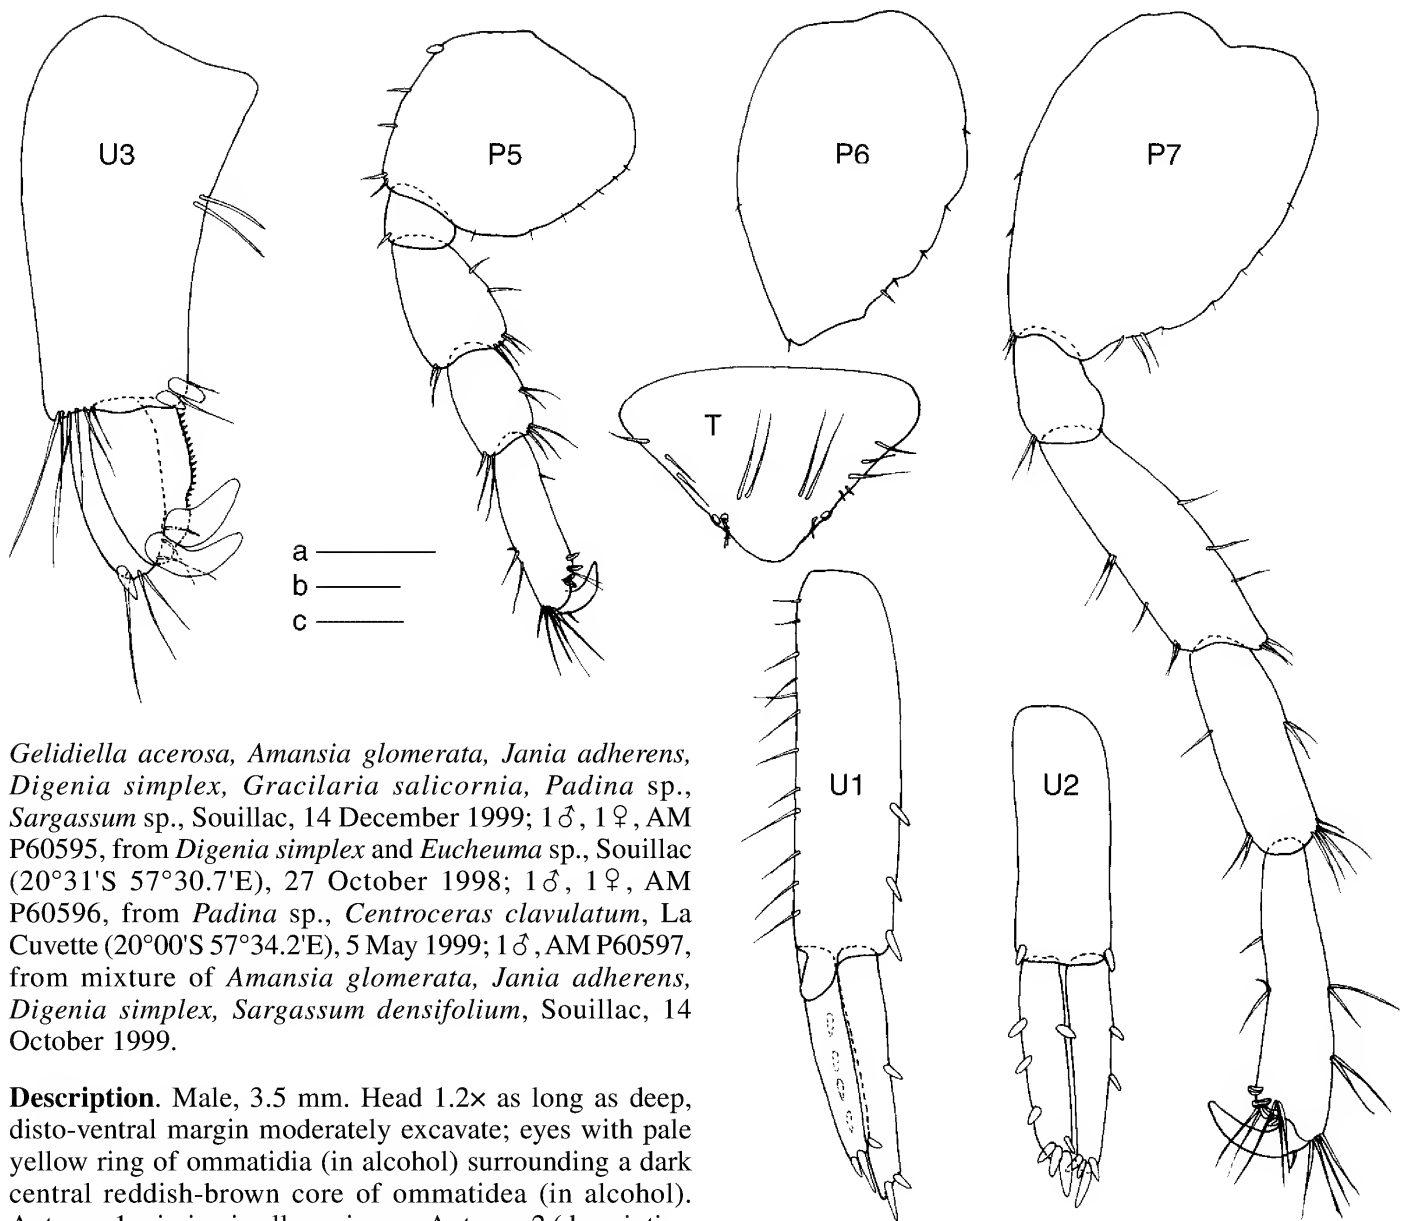 U3
P5
P6
P7
T
a
b
c
U1
U2
Gelidiella acerosa, Amansia glomerata, Jania adherens,
Digenia simplex, Gracilaria salicornia, Padina sp.,
Sargassum sp., Souillac, 14 December 1999; 1♂, 1♀, AM
P60595, from Digenia simplex and Eucheuma sp., Souillac
(20°31'S 57°30.7'E), 27 October 1998; 1♂, 1♀, AM
P60596, from Padina sp., Centroceras clavulatum, La
Cuvette (20°00'S 57°34.2'E), 5 May 1999; 1♂, AM P60597,
from mixture of Amansia glomerata, Jania adherens,
Digenia simplex, Sargassum densifolium, Souillac, 14
October 1999.
Description. Male, 3.5 mm. Head 1.2× as long as deep,
disto-ventral margin moderately excavate; eyes with pale
yellow ring of ommatidia (in alcohol) surrounding a dark
central reddish-brown core of ommatidea (in alcohol).